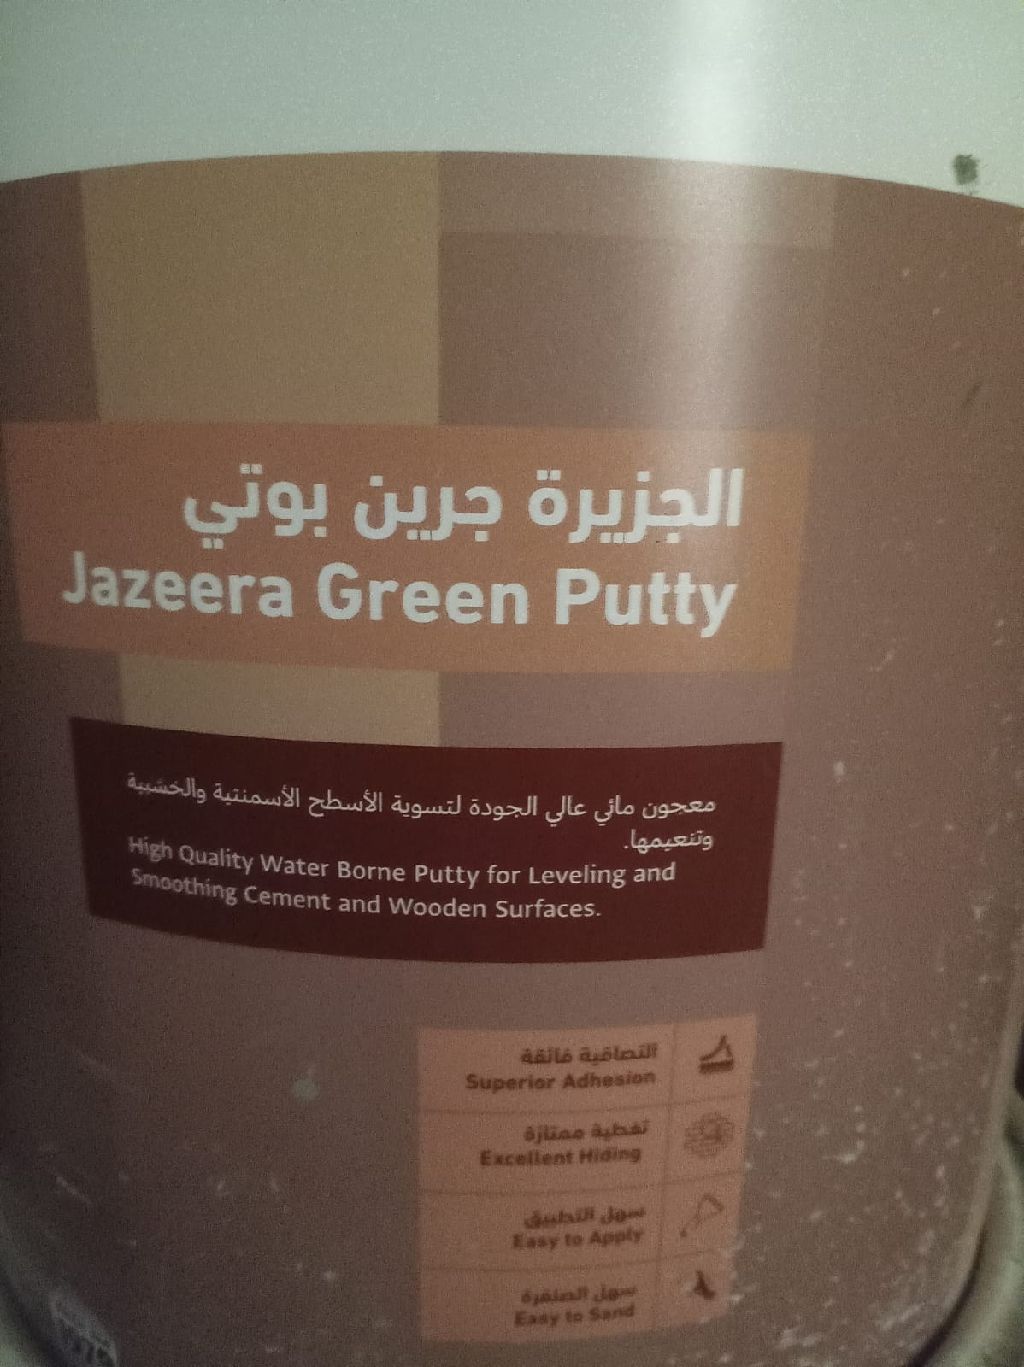 الجزيرة جرين بوتي
Jazeera Green Putty
معجون مائي عالي الجودة لتسوية الأسطح الأسمنتية والخشبية
وتنعيمها.
High Quality Water Borne Putty for Leveling and
Smoothing Cement and Wooden Surfaces.
التصاقية فائقة
Superior Adhesion
تغطية ممتازة
Excellent Hiding
سهل التطبيق
Easy to Apply
سهل الصنفرة
Easy to Sand